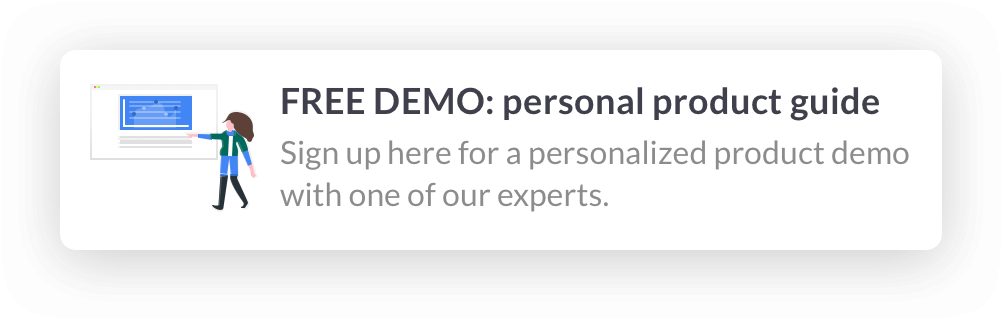 FREE DEMO: personal product guide
Sign up here for a personalized product demo
with one of our experts.